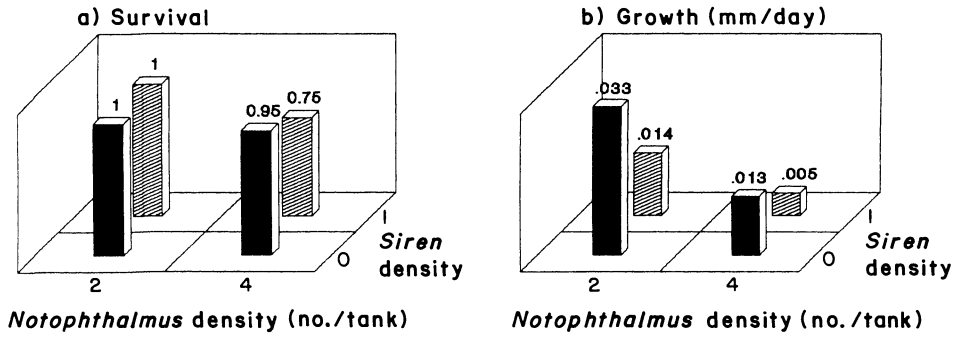 a) Survival
1
1
0.95
0.75
1
Siren
0
density
2
4
Notophthalmus density (no./tank)
b) Growth (mm/day)
.033
.014
.013
.005
1
Siren
0
density
2
4
Notophthalmus density (no./tank)